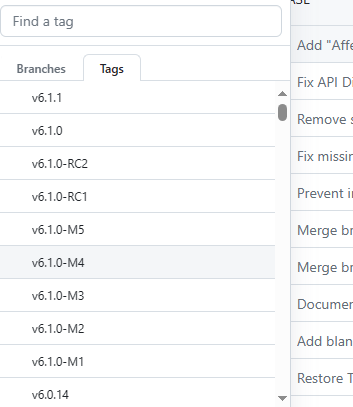 Find a tag
Branches
Tags
v6.1.1
v6.1.0
v6.1.0-RC2
v6.1.0-RC1
v6.1.0-M5
v6.1.0-M4
v6.1.0-M3
v6.1.0-M2
v6.1.0-M1
v6.0.14
Add "Affe
Fix API Di
Remove s
Fix missin
Prevent i
Merge br
Merge br
Documen
Add blan
Restore T